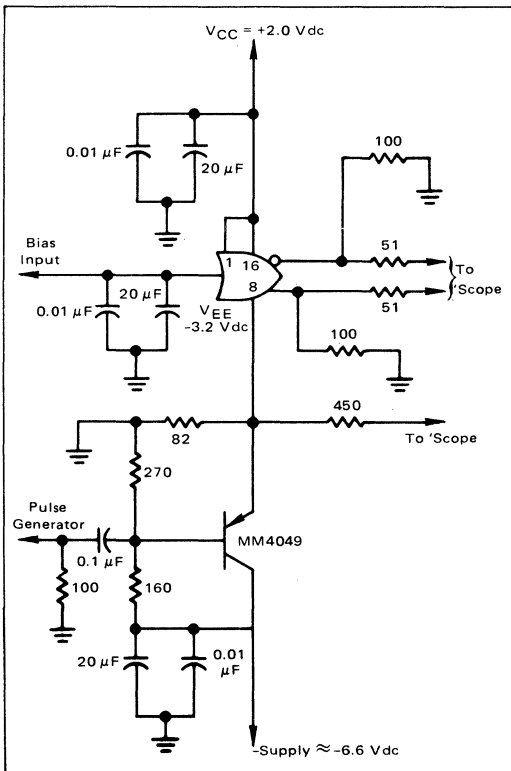 VCC = +2.0 Vdc
0.01 µF
20 µF
100
Bias
Input
1 16
8
51
To
'Scope
51
0.01 µF
20 µF
VEE
-3.2 Vdc
100
82
450
To 'Scope
270
Pulse
Generator
0.1 µF
MM4049
100
160
20 µF
0.01
µF
-Supply ≈ -6.6 Vdc